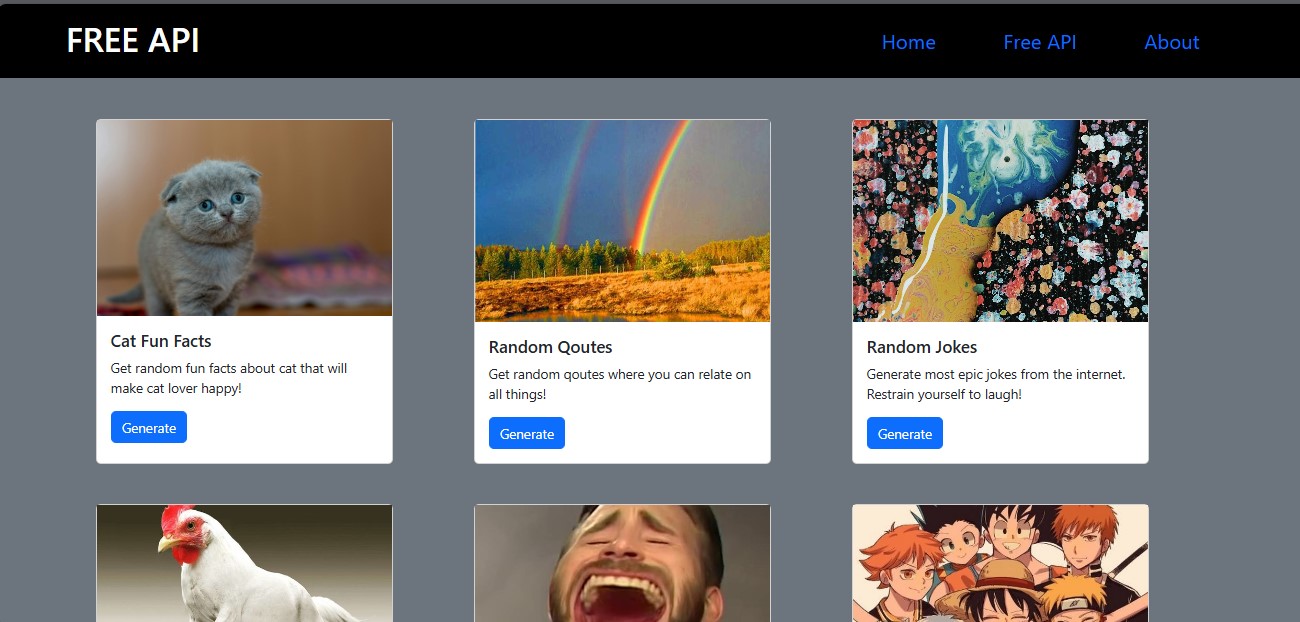 FREE API
Home
Free API
About
Cat Fun Facts
Get random fun facts about cat that will
make cat lover happy!
Generate
Random Qoutes
Get random qoutes where you can relate on
all things!
Generate
Random Jokes
Generate most epic jokes from the internet.
Restrain yourself to laugh!
Generate